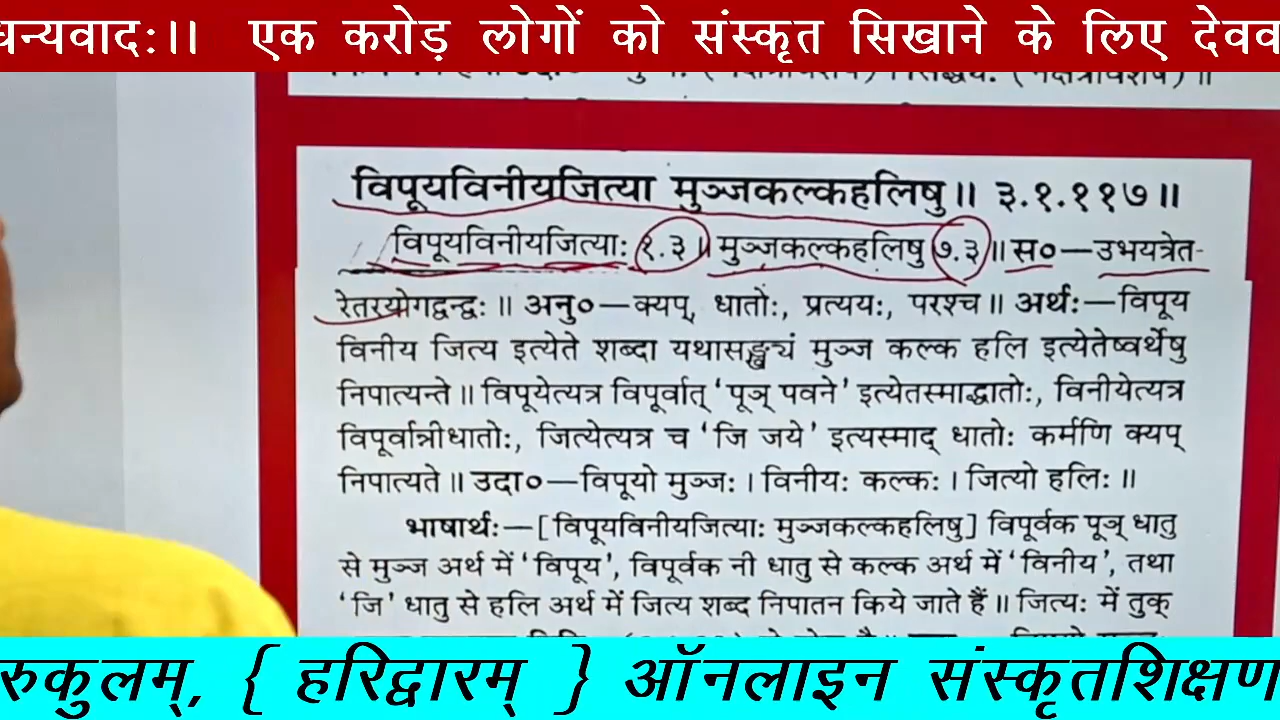 धन्यवादः।। एक करोड़ लोगों को संस्कृत सिखाने के लिए देवव
विपूयविनीयजित्या मुञ्जकल्कहलिषु॥ ३.१.११७॥
विपूयविनीयजित्याः १.३। मुञ्जकल्कहलिषु ७.३॥ स०—उभयत्रेत-
रेतरयोगद्वन्द्वः॥ अनु०—क्यप्, धातोः, प्रत्ययः, परश्च॥ अर्थः—विपूय
विनीय जित्य इत्येते शब्दा यथासङ्ख्यं मुञ्ज कल्क हलि इत्येतेष्वर्थेषु
निपात्यन्ते॥ विपूयेत्यत्र विपूर्वात् 'पूञ् पवने' इत्येतस्माद्धातोः, विनीयेत्यत्र
विपूर्वान्नीधातोः, जित्येत्यत्र च 'जि जये' इत्यस्माद् धातोः कर्मणि क्यप्
निपात्यते॥ उदा०—विपूयो मुञ्जः। विनीयः कल्कः। जित्यो हलिः॥
भाषार्थः—[विपूयविनीयजित्याः मुञ्जकल्कहलिषु] विपूर्वक पूञ् धातु
से मुञ्ज अर्थ में 'विपूय', विपूर्वक नी धातु से कल्क अर्थ में 'विनीय', तथा
'जि' धातु से हलि अर्थ में जित्य शब्द निपातन किये जाते हैं॥ जित्यः में तुक्
रुकुलम्, { हरिद्वारम् } ऑनलाइन संस्कृतशिक्षण